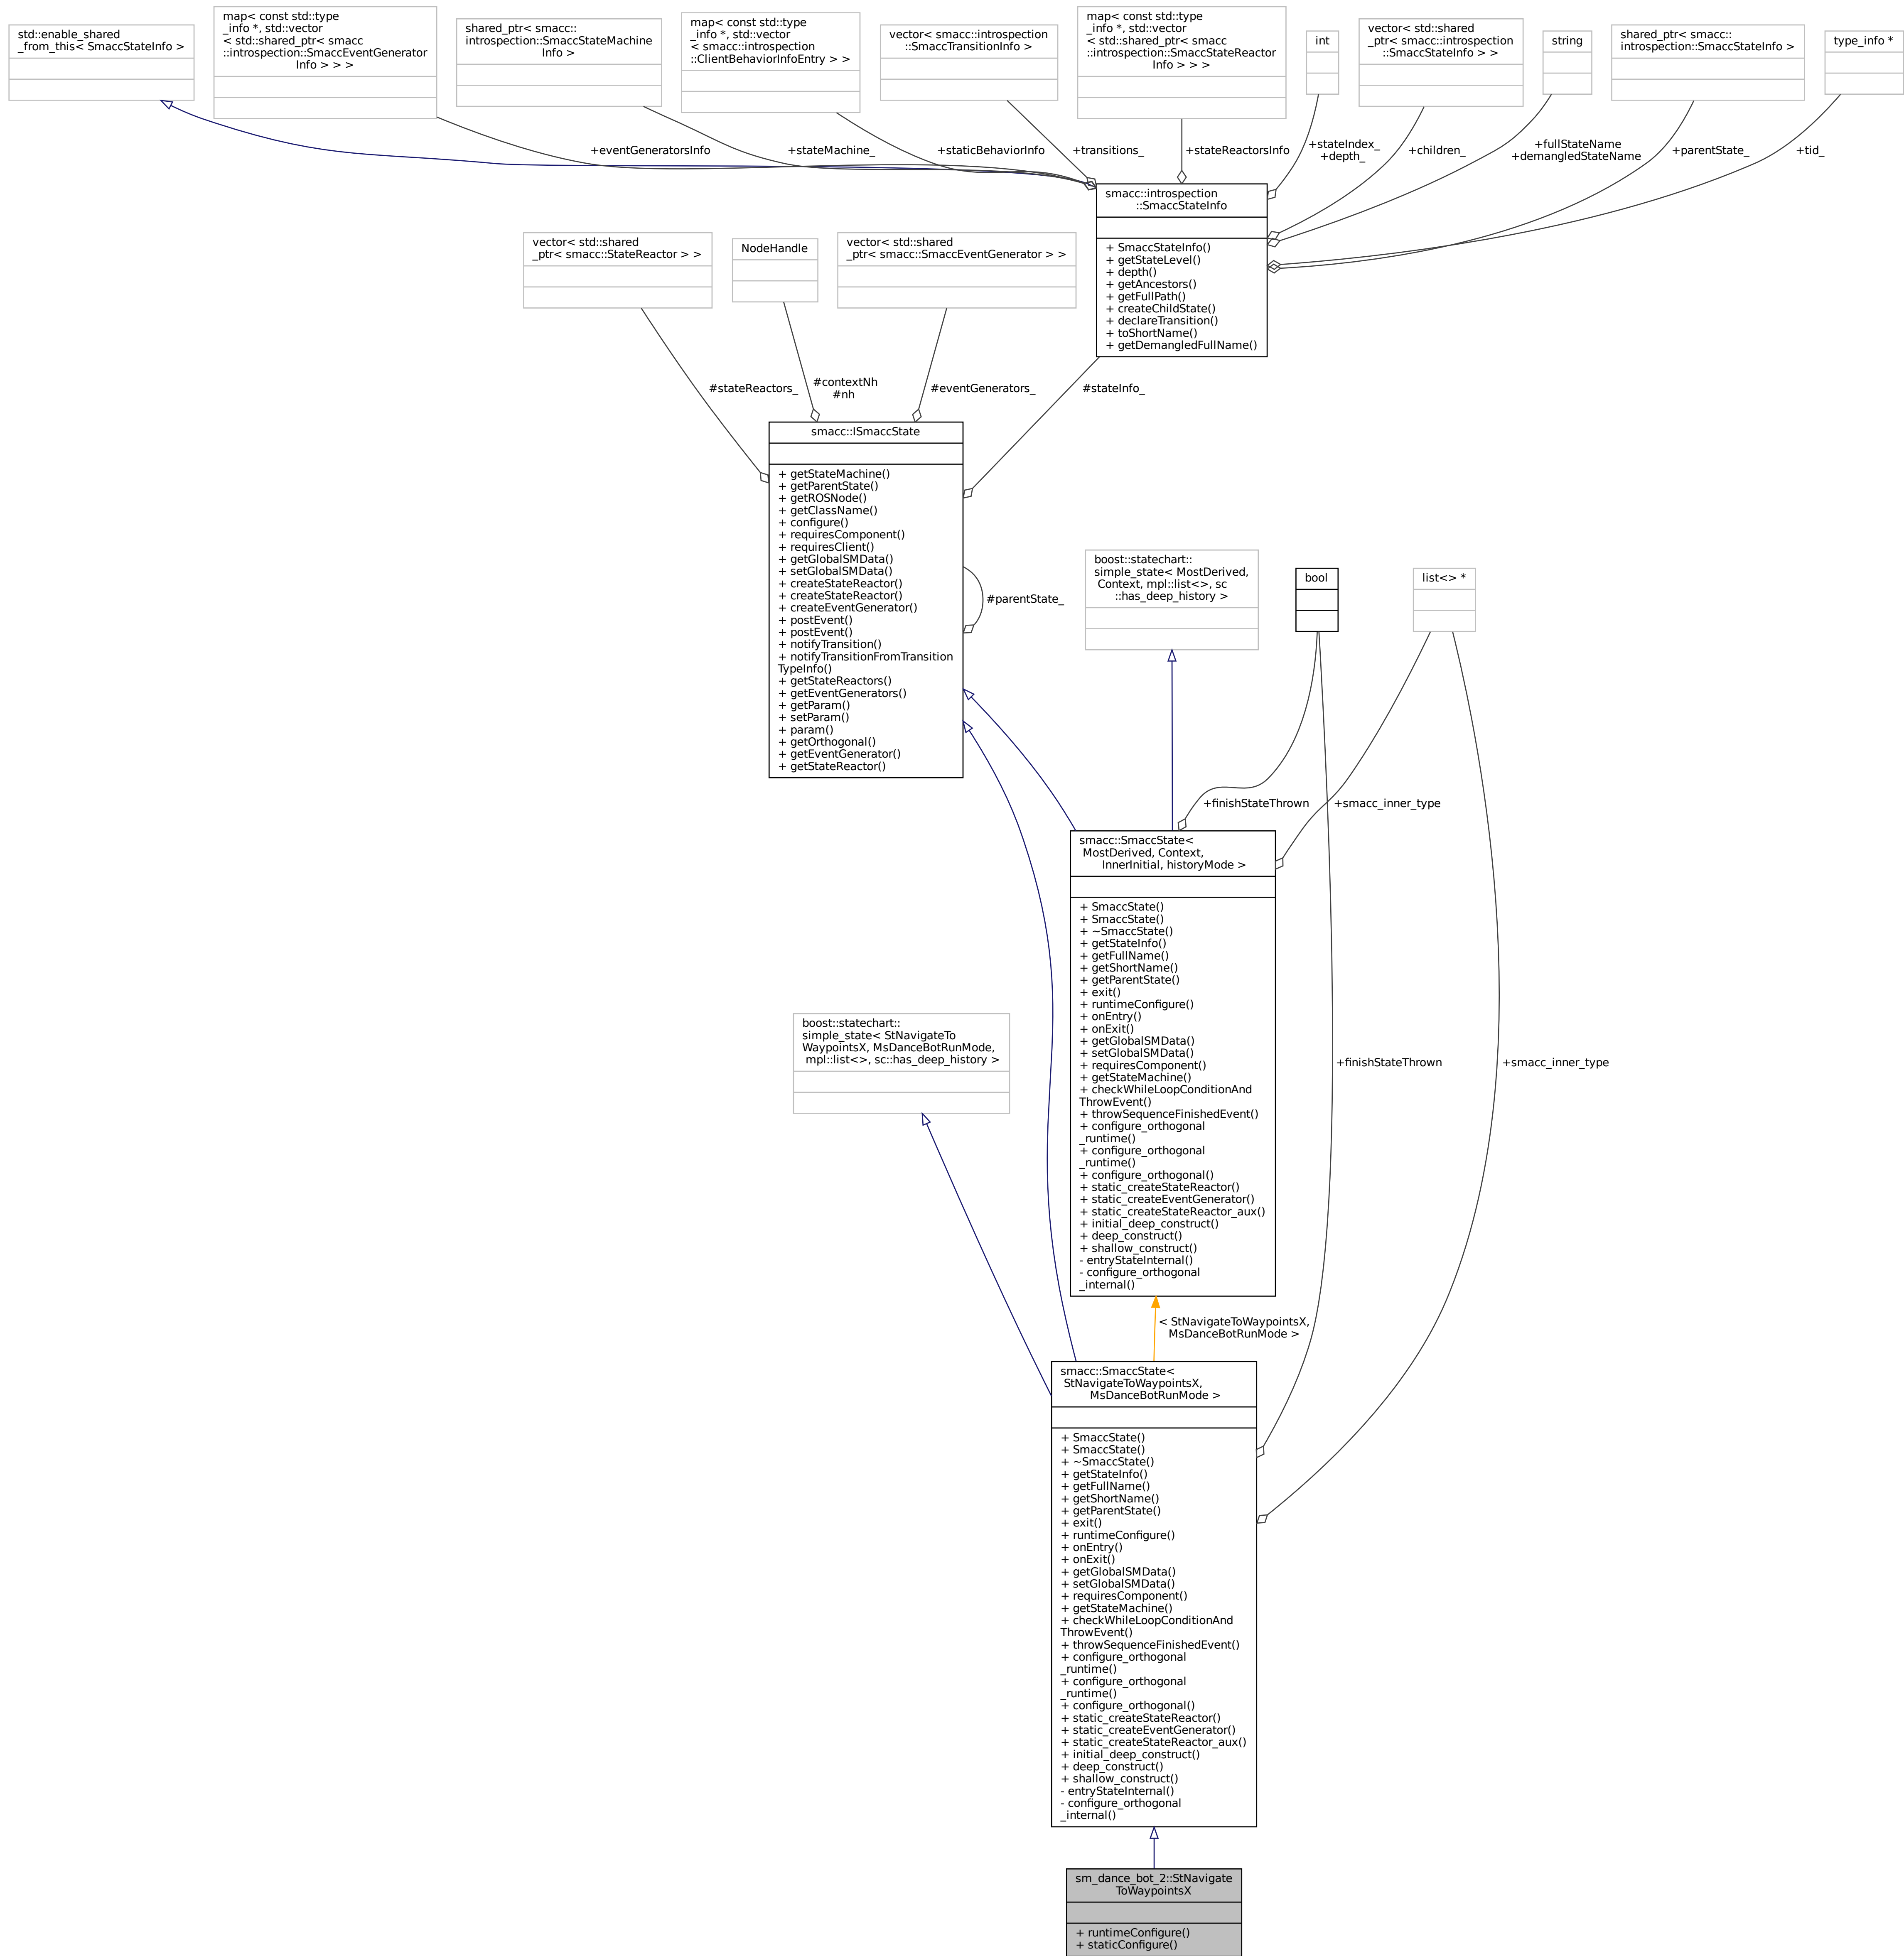 std::enable_shared
_from_this< SmaccStateInfo >
map< const std::type
_info *, std::vector
< std::shared_ptr< smacc
::introspection::SmaccEventGenerator
Info > > >
shared_ptr< smacc::
introspection::SmaccStateMachine
Info >
map< const std::type
_info *, std::vector
< smacc::introspection
::ClientBehaviorInfoEntry > >
vector< smacc::introspection
::SmaccTransitionInfo >
map< const std::type
_info *, std::vector
< std::shared_ptr< smacc
::introspection::SmaccStateReactor
Info > > >
int
vector< std::shared
_ptr< smacc::introspection
::SmaccStateInfo > >
string
shared_ptr< smacc::
introspection::SmaccStateInfo >
type_info *
+eventGeneratorsInfo
+stateMachine_
+staticBehaviorInfo
+transitions_
+stateReactorsInfo
+stateIndex_
+depth_
+children_
+fullStateName
+demangledStateName
+parentState_
+tid_
smacc::introspection
::SmaccStateInfo
+ SmaccStateInfo()
+ getStateLevel()
+ depth()
+ getAncestors()
+ getFullPath()
+ createChildState()
+ declareTransition()
+ toShortName()
+ getDemangledFullName()
vector< std::shared
_ptr< smacc::StateReactor > >
NodeHandle
vector< std::shared
_ptr< smacc::SmaccEventGenerator > >
#stateReactors_
#contextNh
#nh
#eventGenerators_
#stateInfo_
smacc::ISmaccState
+ getStateMachine()
+ getParentState()
+ getROSNode()
+ getClassName()
+ configure()
+ requiresComponent()
+ requiresClient()
+ getGlobalSMData()
+ setGlobalSMData()
+ createStateReactor()
+ createStateReactor()
+ createEventGenerator()
+ postEvent()
+ postEvent()
+ notifyTransition()
+ notifyTransitionFromTransition
TypeInfo()
+ getStateReactors()
+ getEventGenerators()
+ getParam()
+ setParam()
+ param()
+ getOrthogonal()
+ getEventGenerator()
+ getStateReactor()
#parentState_
boost::statechart::
simple_state< MostDerived,
Context, mpl::list<>, sc
::has_deep_history >
bool
list<> *
+finishStateThrown
+smacc_inner_type
smacc::SmaccState<
MostDerived, Context,
InnerInitial, historyMode >
+ SmaccState()
+ SmaccState()
+ ~SmaccState()
+ getStateInfo()
+ getFullName()
+ getShortName()
+ getParentState()
+ exit()
+ runtimeConfigure()
+ onEntry()
+ onExit()
+ getGlobalSMData()
+ setGlobalSMData()
+ requiresComponent()
+ getStateMachine()
+ checkWhileLoopConditionAnd
ThrowEvent()
+ throwSequenceFinishedEvent()
+ configure_orthogonal
_runtime()
+ configure_orthogonal
_runtime()
+ configure_orthogonal()
+ static_createStateReactor()
+ static_createEventGenerator()
+ static_createStateReactor_aux()
+ initial_deep_construct()
+ deep_construct()
+ shallow_construct()
- entryStateInternal()
- configure_orthogonal
_internal()
boost::statechart::
simple_state< StNavigateTo
WaypointsX, MsDanceBotRunMode,
mpl::list<>, sc::has_deep_history >
+finishStateThrown
+smacc_inner_type
< StNavigateToWaypointsX,
MsDanceBotRunMode >
smacc::SmaccState<
StNavigateToWaypointsX,
MsDanceBotRunMode >
+ SmaccState()
+ SmaccState()
+ ~SmaccState()
+ getStateInfo()
+ getFullName()
+ getShortName()
+ getParentState()
+ exit()
+ runtimeConfigure()
+ onEntry()
+ onExit()
+ getGlobalSMData()
+ setGlobalSMData()
+ requiresComponent()
+ getStateMachine()
+ checkWhileLoopConditionAnd
ThrowEvent()
+ throwSequenceFinishedEvent()
+ configure_orthogonal
_runtime()
+ configure_orthogonal
_runtime()
+ configure_orthogonal()
+ static_createStateReactor()
+ static_createEventGenerator()
+ static_createStateReactor_aux()
+ initial_deep_construct()
+ deep_construct()
+ shallow_construct()
- entryStateInternal()
- configure_orthogonal
_internal()
sm_dance_bot_2::StNavigate
ToWaypointsX
+ runtimeConfigure()
+ staticConfigure()